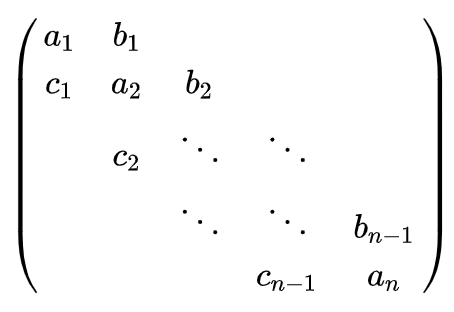 a₁ b₁
c₁ a₂ b₂
c₂ ⋱ ⋱
⋱ ⋱ bₙ₋₁
cₙ₋₁ aₙ